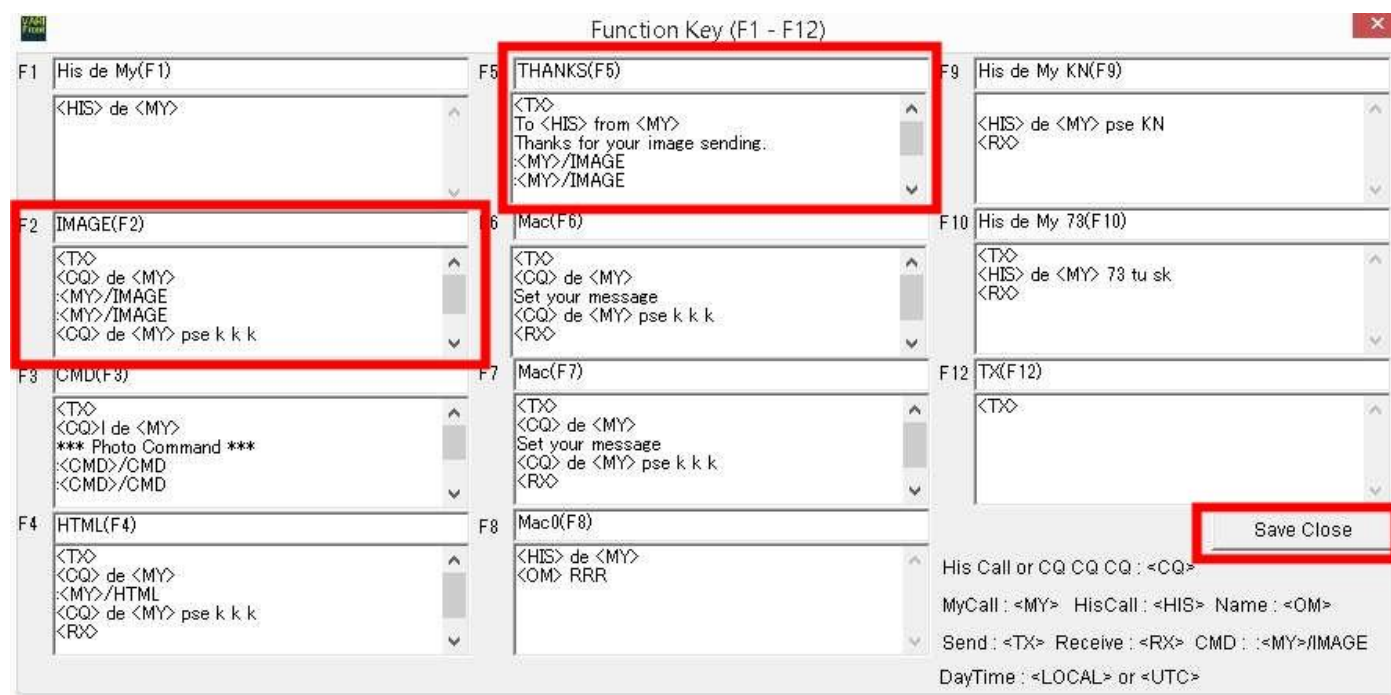 VARI
Function Key (F1 - F12)
F1 His de My(F1)
<HIS> de <MY>
F2 IMAGE(F2)
<TX>
<CQ> de <MY>
:<MY>/IMAGE
:<MY>/IMAGE
<CQ> de <MY> pse k k k
F3 CMD(F3)
<TX>
<CQ>I de <MY>
*** Photo Command ***
:<CMD>/CMD
:<CMD>/CMD
F4 HTML(F4)
<TX>
<CQ> de <MY>
:<MY>/HTML
<CQ> de <MY> pse k k k
<RX>
F5 THANKS(F5)
<TX>
To <HIS> from <MY>
Thanks for your image sending.
:<MY>/IMAGE
:<MY>/IMAGE
6 Mac(F6)
<TX>
<CQ> de <MY>
Set your message
<CQ> de <MY> pse k k k
<RX>
F7 Mac(F7)
<TX>
<CQ> de <MY>
Set your message
<CQ> de <MY> pse k k k
<RX>
F8 Mac0(F8)
<HIS> de <MY>
<OM> RRR
F9 His de My KN(F9)
<HIS> de <MY> pse KN
<RX>
F10 His de My 73(F10)
<TX>
<HIS> de <MY> 73 tu sk
<RX>
F12 TX(F12)
<TX>
Save Close
His Call or CQ CQ CQ : <CQ>
MyCall : <MY> HisCall : <HIS> Name : <OM>
Send : <TX> Receive : <RX> CMD : :<MY>/IMAGE
DayTime : <LOCAL> or <UTC>